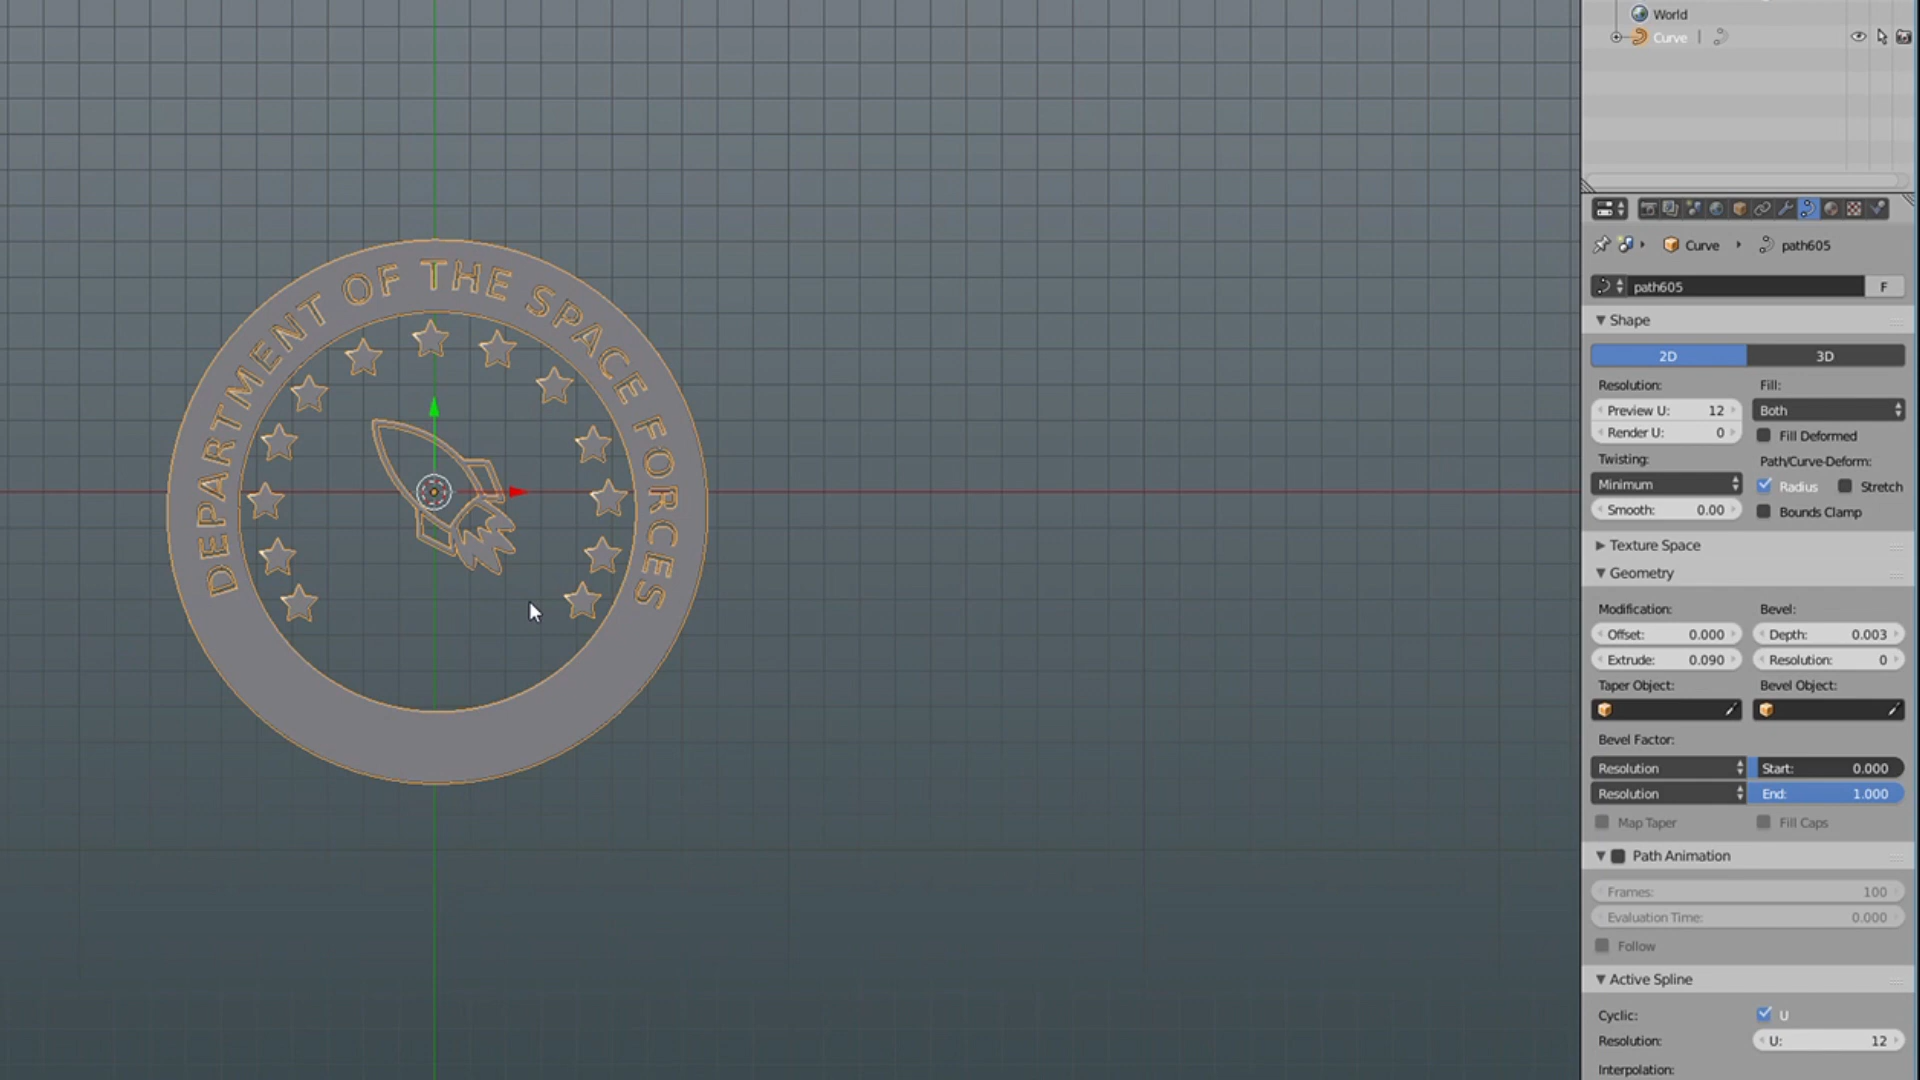 World
Curve
Curve path605
path605 F
Shape
2D 3D
Resolution: Fill:
Preview U: 12 Both
Render U: 0 Fill Deformed
Twisting: Path/Curve-Deform:
Minimum Radius Stretch
Smooth: 0.00 Bounds Clamp
Texture Space
Geometry
Modification: Bevel:
Offset: 0.000 Depth: 0.003
Extrude: 0.090 Resolution: 0
Taper Object: Bevel Object:
Bevel Factor:
Resolution Start: 0.000
Resolution End: 1.000
Map Taper Fill Caps
Path Animation
Frames: 100
Evaluation Time: 0.000
Follow
Active Spline
Cyclic: U
Resolution: U: 12
Interpolation:
DEPARTMENT OF THE SPACE FORCES